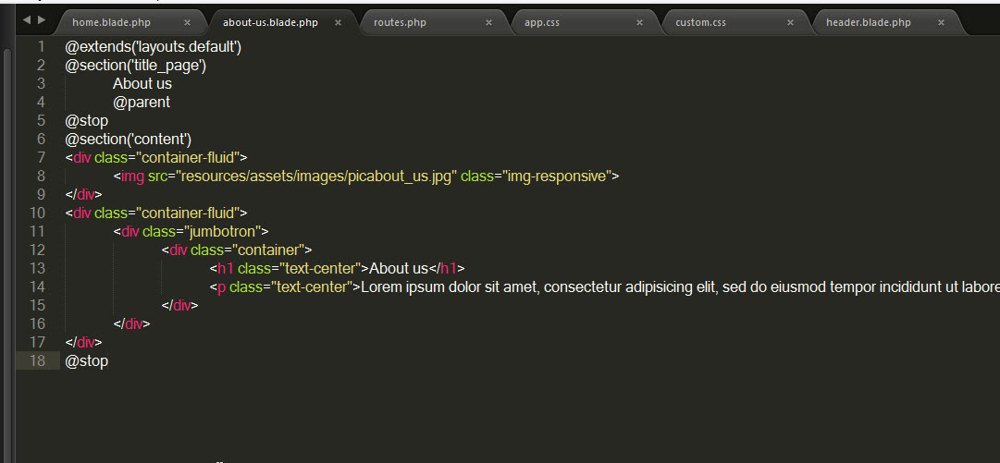 home.blade.php × about-us.blade.php × routes.php × app.css × custom.css × header.blade.php ×
1 @extends('layouts.default')
2 @section('title_page')
3 About us
4 @parent
5 @stop
6 @section('content')
7 <div class="container-fluid">
8 <img src="resources/assets/images/picabout_us.jpg" class="img-responsive">
9 </div>
10 <div class="container-fluid">
11 <div class="jumbotron">
12 <div class="container">
13 <h1 class="text-center">About us</h1>
14 <p class="text-center">Lorem ipsum dolor sit amet, consectetur adipisicing elit, sed do eiusmod tempor incididunt ut labore
15 </div>
16 </div>
17 </div>
18 @stop